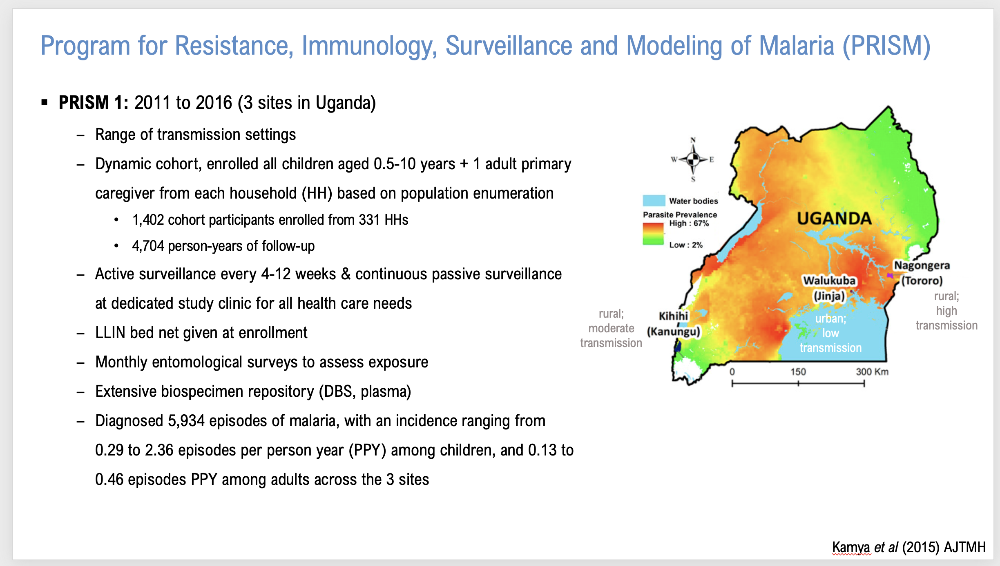 Program for Resistance, Immunology, Surveillance and Modeling of Malaria (PRISM)
▪ PRISM 1: 2011 to 2016 (3 sites in Uganda)
– Range of transmission settings
– Dynamic cohort, enrolled all children aged 0.5-10 years + 1 adult primary
caregiver from each household (HH) based on population enumeration
• 1,402 cohort participants enrolled from 331 HHs
• 4,704 person-years of follow-up
– Active surveillance every 4-12 weeks & continuous passive surveillance
at dedicated study clinic for all health care needs
– LLIN bed net given at enrollment
– Monthly entomological surveys to assess exposure
– Extensive biospecimen repository (DBS, plasma)
– Diagnosed 5,934 episodes of malaria, with an incidence ranging from
0.29 to 2.36 episodes per person year (PPY) among children, and 0.13 to
0.46 episodes PPY among adults across the 3 sites
N
W E
S
Water bodies
Parasite Prevalence
High : 67%
Low : 2%
UGANDA
Nagongera
(Tororo)
rural;
high
transmission
Walukuba
(Jinja)
urban;
low
transmission
Kihihi
(Kanungu)
rural;
moderate
transmission
0 150 300 Km
Kamya et al (2015) AJTMH